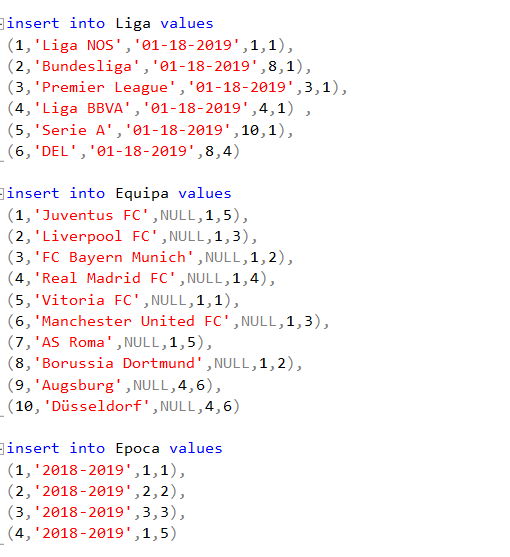 insert into Liga values
(1,'Liga NOS','01-18-2019',1,1),
(2,'Bundesliga','01-18-2019',8,1),
(3,'Premier League','01-18-2019',3,1),
(4,'Liga BBVA','01-18-2019',4,1) ,
(5,'Serie A','01-18-2019',10,1),
(6,'DEL','01-18-2019',8,4)
insert into Equipa values
(1,'Juventus FC',NULL,1,5),
(2,'Liverpool FC',NULL,1,3),
(3,'FC Bayern Munich',NULL,1,2),
(4,'Real Madrid FC',NULL,1,4),
(5,'Vitoria FC',NULL,1,1),
(6,'Manchester United FC',NULL,1,3),
(7,'AS Roma',NULL,1,5),
(8,'Borussia Dortmund',NULL,1,2),
(9,'Augsburg',NULL,4,6),
(10,'Düsseldorf',NULL,4,6)
insert into Epoca values
(1,'2018-2019',1,1),
(2,'2018-2019',2,2),
(3,'2018-2019',3,3),
(4,'2018-2019',1,5)